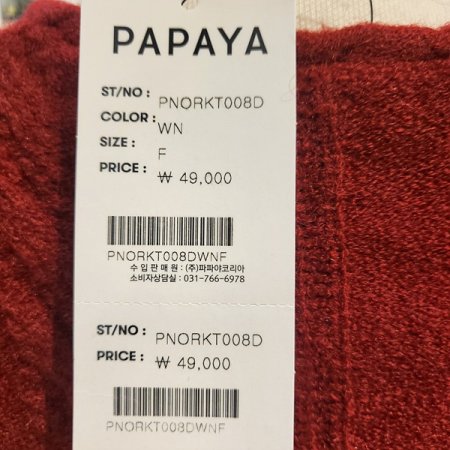 PAPAYA
ST/NO : PNORKT008D
COLOR : WN
SIZE : F
PRICE : ₩ 49,000
PNORKT008DWNF
수 입 판 매 원 : (주)파파야코리아
소비자상담실 : 031-766-6978
ST/NO : PNORKT008D
PRICE : ₩ 49,000
PNORKT008DWNF